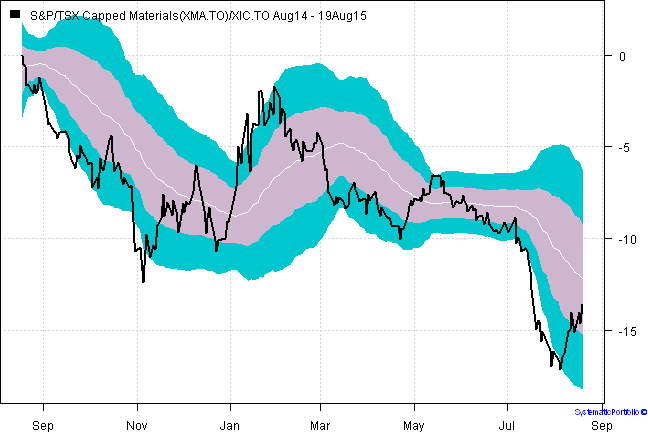 S&P/TSX Capped Materials(XMA.TO)/XIC.TO Aug14 - 19Aug15
0
-5
-10
-15
Sep Nov Jan Mar May Jul Sep
SystematicPortfolio ©